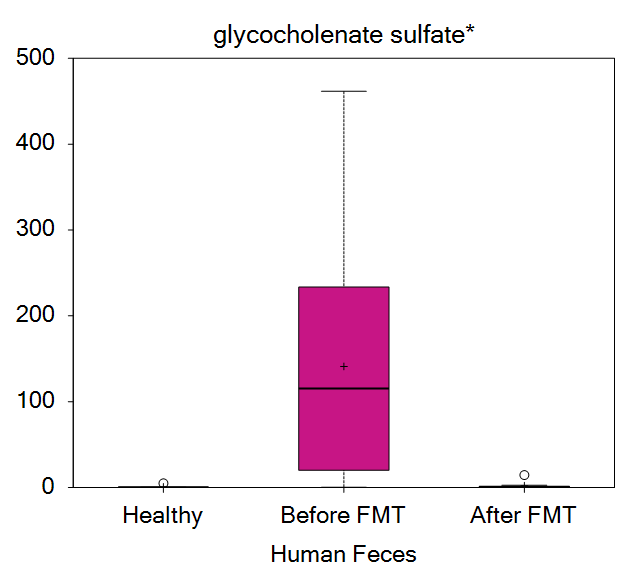 glycocholenate sulfate*
500
400
300
200
100
0
Healthy Before FMT After FMT
Human Feces